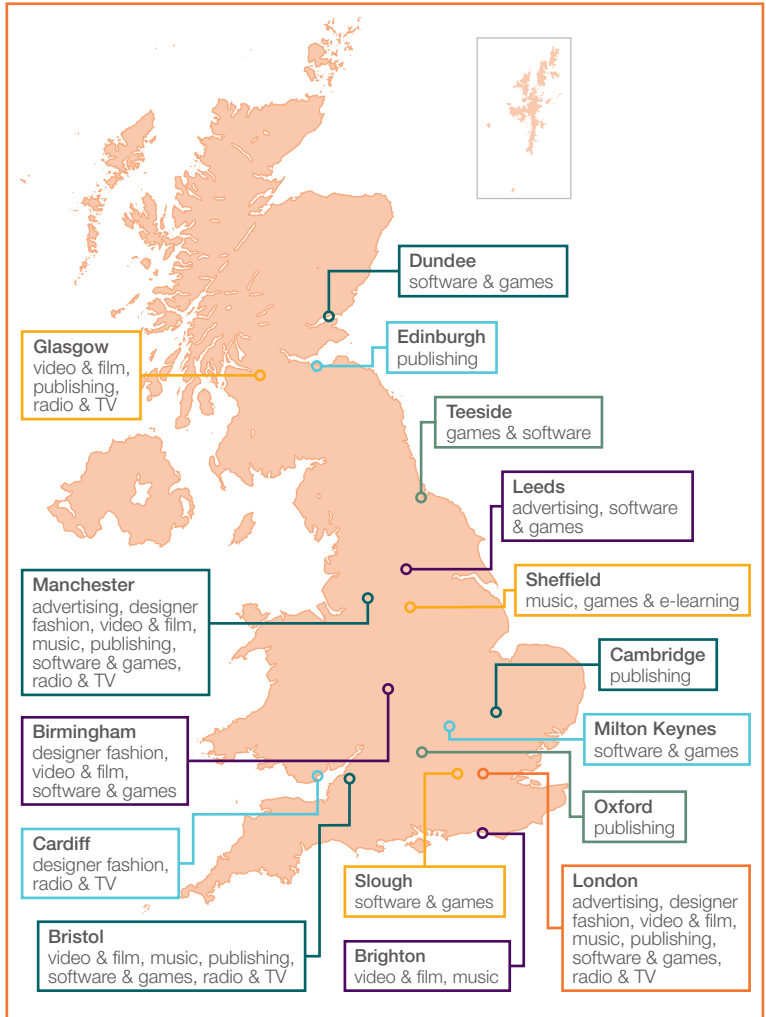 Dundee
software & games
Edinburgh
publishing
Glasgow
video & film,
publishing,
radio & TV
Teeside
games & software
Leeds
advertising, software
& games
Sheffield
music, games & e-learning
Manchester
advertising, designer
fashion, video & film,
music, publishing,
software & games,
radio & TV
Cambridge
publishing
Birmingham
designer fashion,
video & film,
software & games
Milton Keynes
software & games
Oxford
publishing
Cardiff
designer fashion,
radio & TV
Slough
software & games
London
advertising, designer
fashion, video & film,
music, publishing,
software & games,
radio & TV
Bristol
video & film, music, publishing,
software & games, radio & TV
Brighton
video & film, music